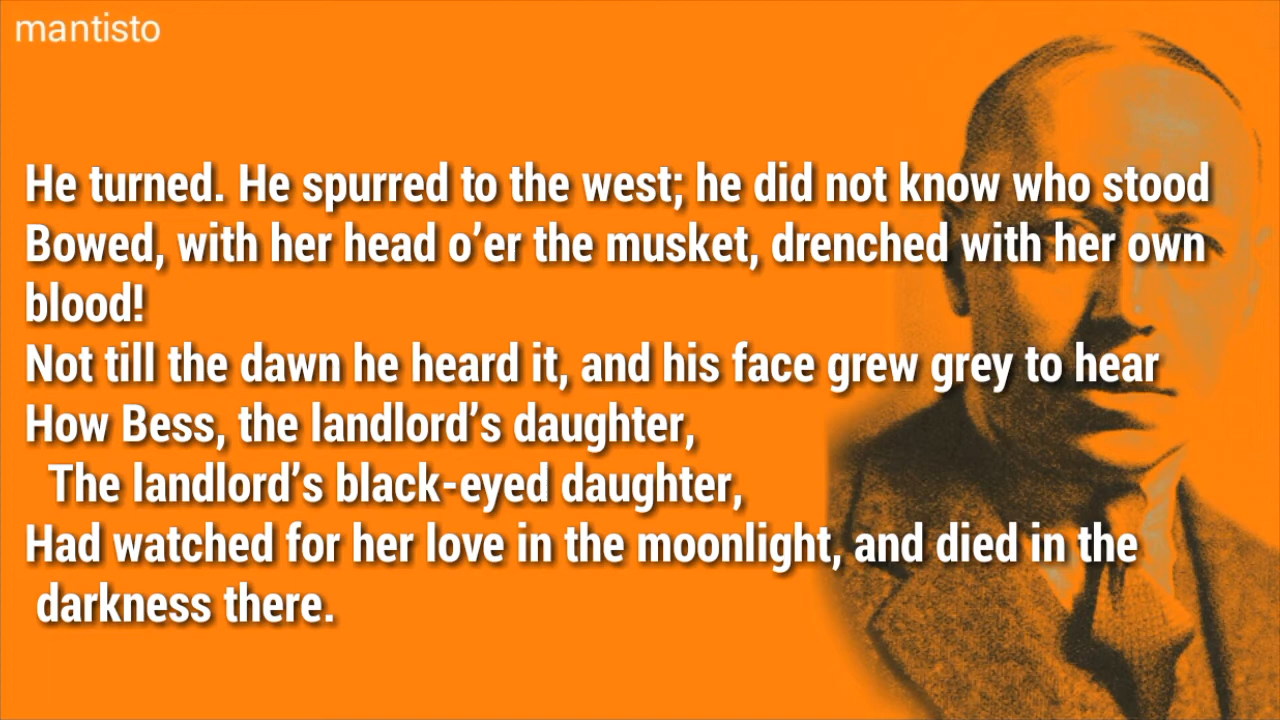 mantisto
He turned. He spurred to the west; he did not know who stood
Bowed, with her head o’er the musket, drenched with her own
blood!
Not till the dawn he heard it, and his face grew grey to hear
How Bess, the landlord’s daughter,
The landlord’s black-eyed daughter,
Had watched for her love in the moonlight, and died in the
darkness there.